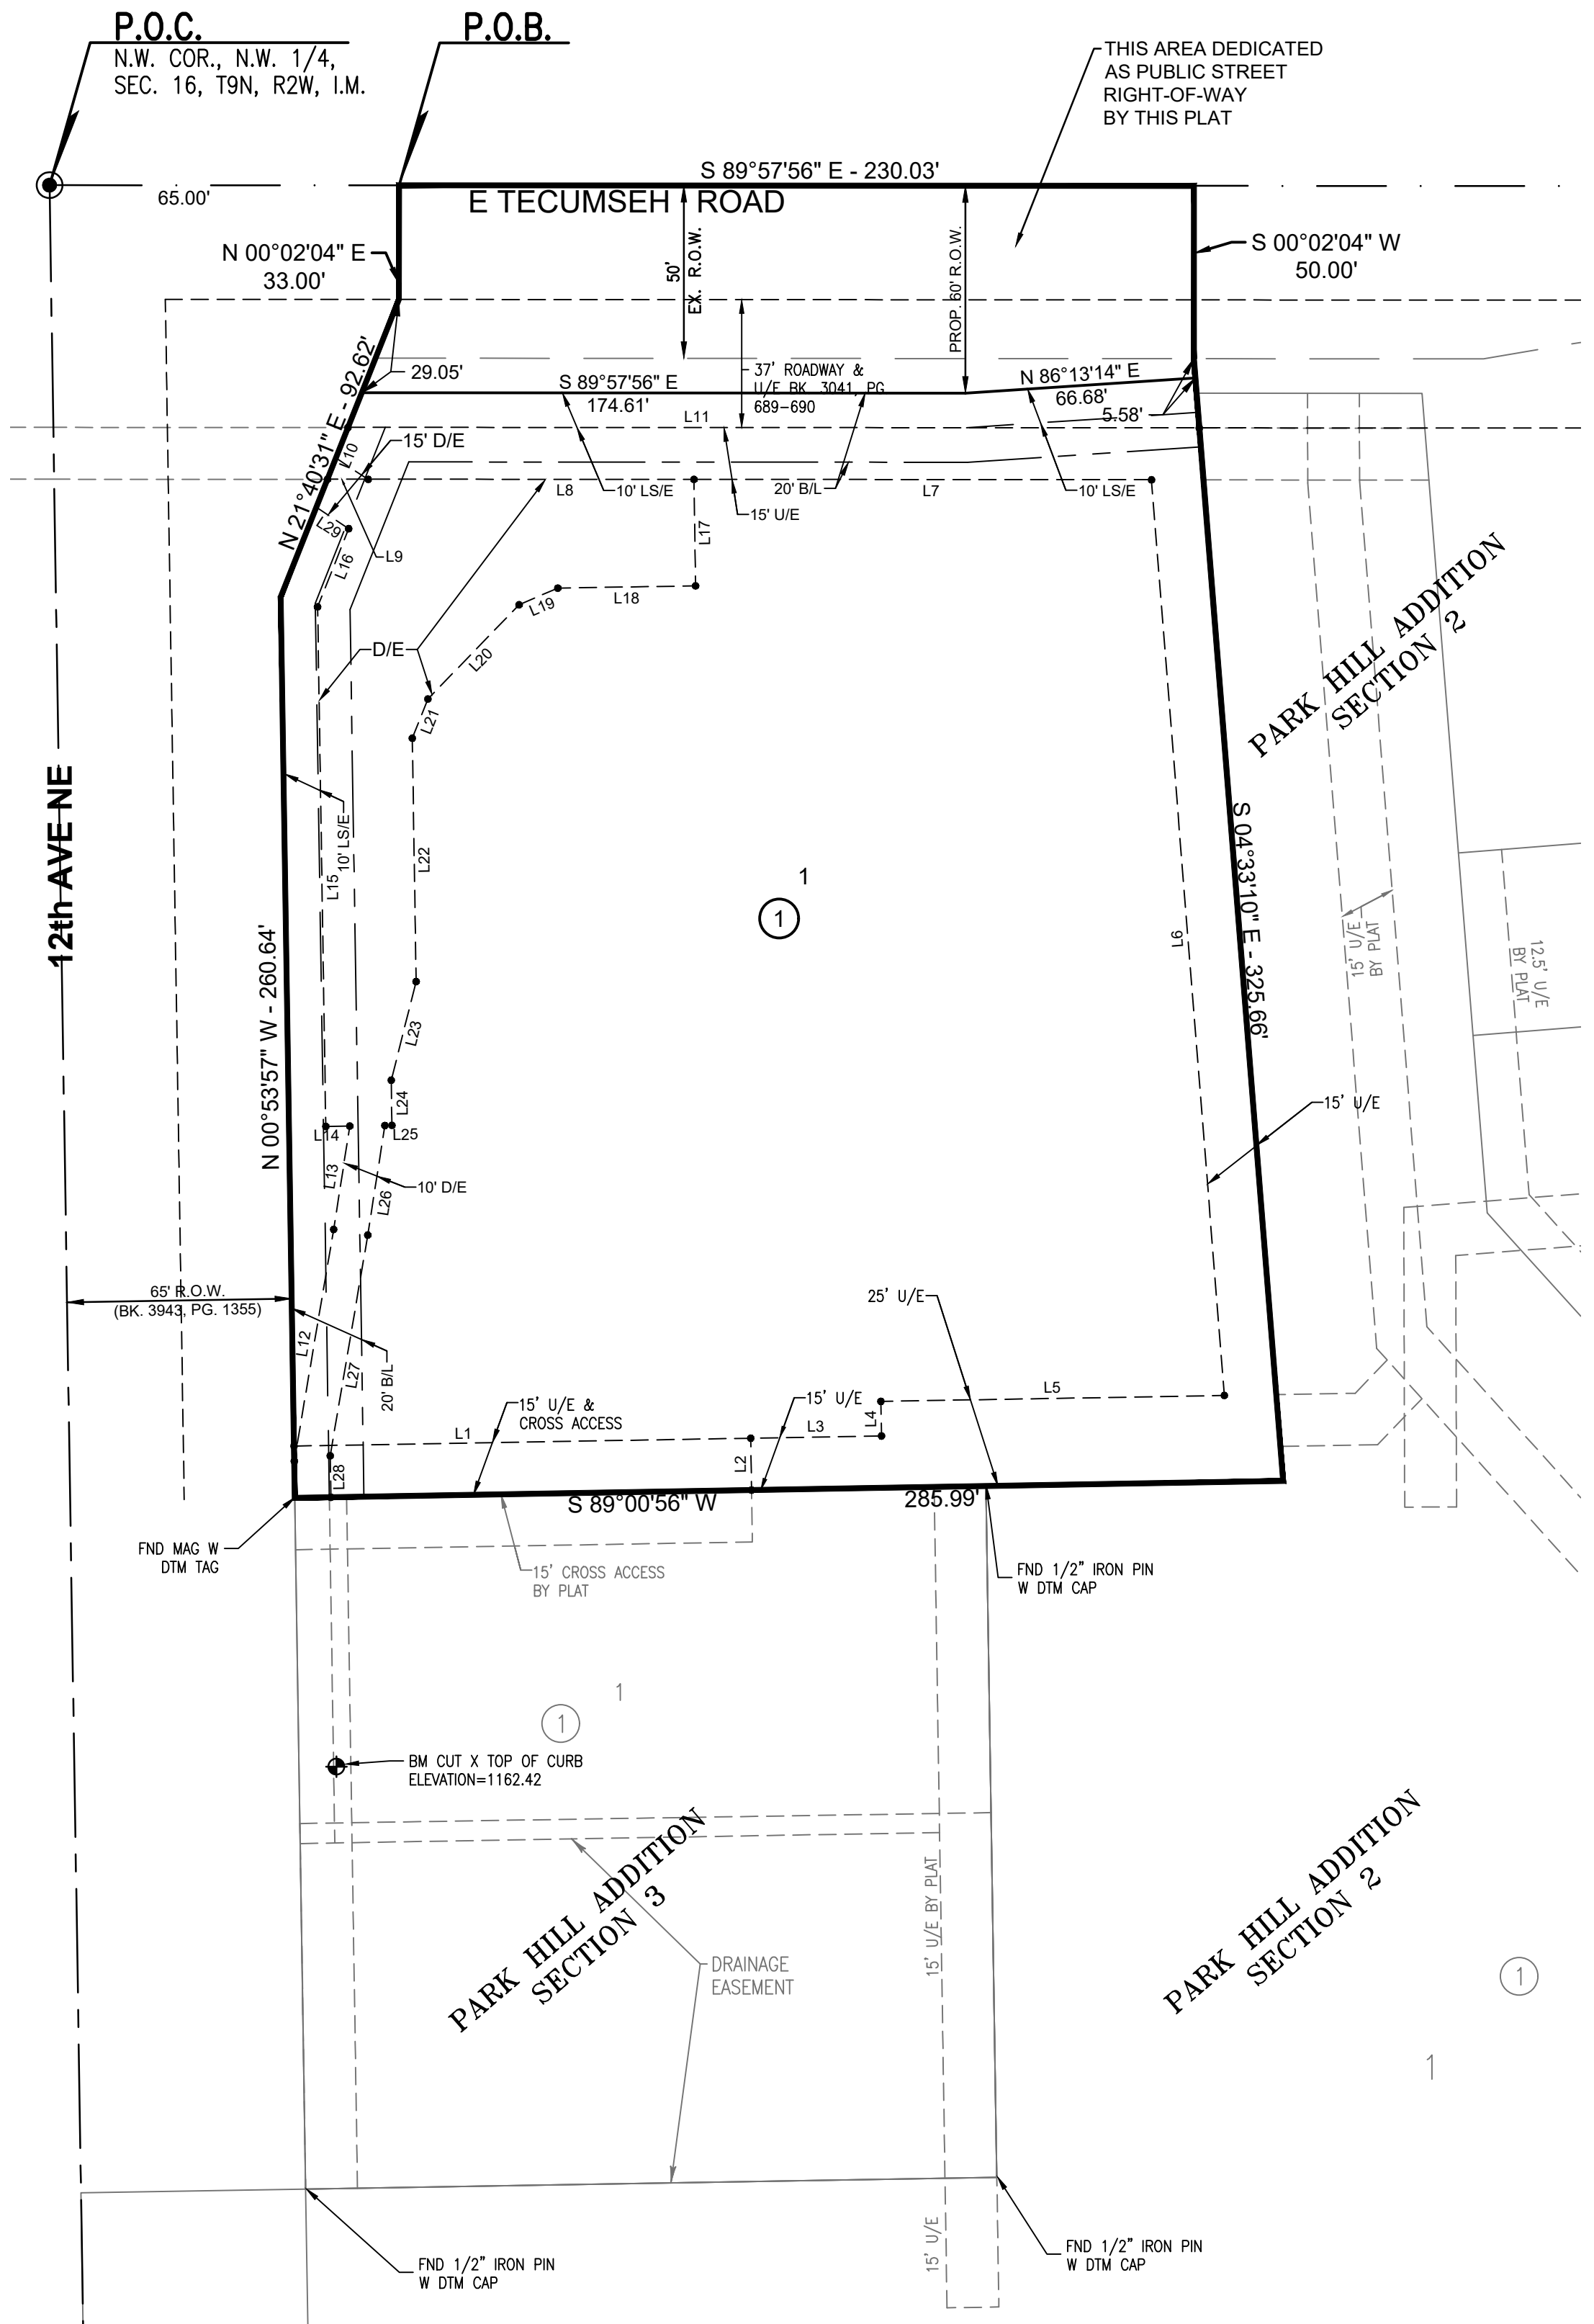 P.O.C.
N.W. COR., N.W. 1/4,
SEC. 16, T9N, R2W, I.M.
P.O.B.
THIS AREA DEDICATED
AS PUBLIC STREET
RIGHT-OF-WAY
BY THIS PLAT
65.00'
S 89°57'56" E - 230.03'
E TECUMSEH ROAD
N 00°02'04" E
33.00'
S 00°02'04" W
50.00'
50'
EX. R.O.W.
PROP. 60' R.O.W.
29.05'
N 21°40'31" E - 92.62'
S 89°57'56" E
174.61'
37' ROADWAY &
U/E BK. 3041, PG.
689-690
N 86°13'14" E
66.68'
5.58'
L11
L10
15' D/E
L8
10' LS/E
15' U/E
20' B/L
L7
10' LS/E
L29
L9
L16
L17
L18
L19
L20
D/E
L21
PARK HILL ADDITION
SECTION 2
12th AVE NE
10' LS/E
L15
L22
1
1
L6
S 04°33'10" E - 325.66'
15' U/E
BY PLAT
12.5' U/E
BY PLAT
N 00°53'57" W - 260.64'
L23
L24
L14
L25
L13
10' D/E
L26
15' U/E
65' R.O.W.
(BK. 3943, PG. 1355)
L12
L27
20' B/L
25' U/E
15' U/E &
CROSS ACCESS
15' U/E
L5
L1
L3
L4
L2
L28
S 89°00'56" W
285.99'
FND MAG W
DTM TAG
15' CROSS ACCESS
BY PLAT
FND 1/2" IRON PIN
W DTM CAP
1
1
BM CUT X TOP OF CURB
ELEVATION=1162.42
PARK HILL ADDITION
SECTION 3
15' U/E BY PLAT
DRAINAGE
EASEMENT
PARK HILL ADDITION
SECTION 2
1
1
15' U/E
FND 1/2" IRON PIN
W DTM CAP
FND 1/2" IRON PIN
W DTM CAP